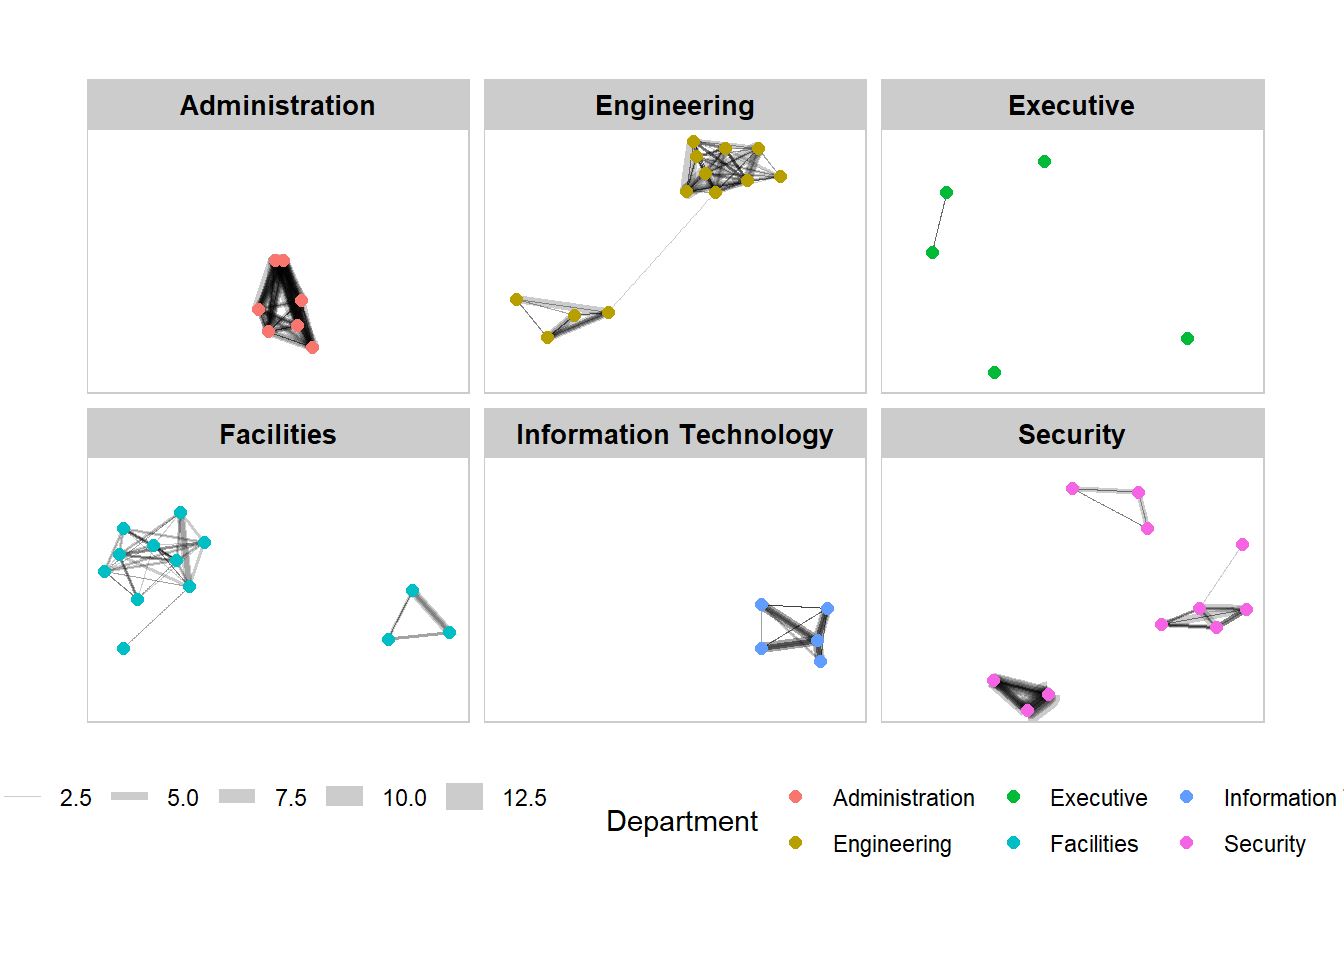 Administration
Engineering
Executive
Facilities
Information Technology
Security
2.5 5.0 7.5 10.0 12.5
Department
Administration Executive Information
Engineering Facilities Security